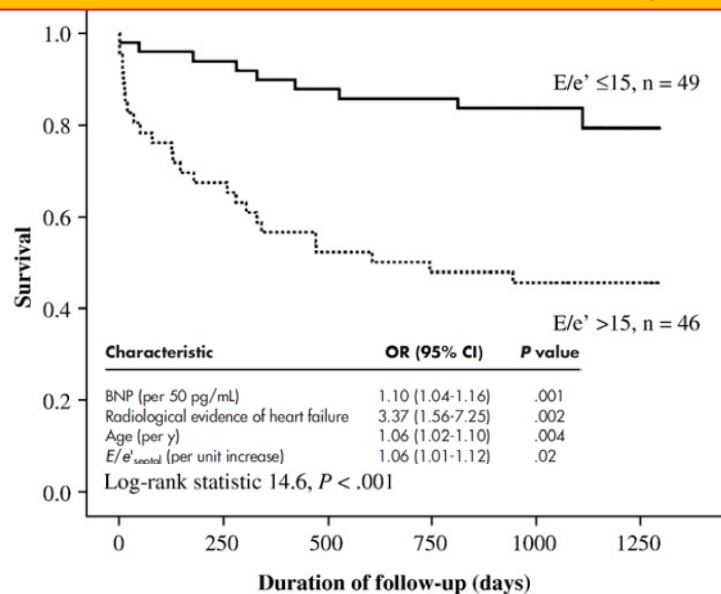 1.0
E/e' ≤15, n = 49
0.8
0.6
Survival
0.4
E/e' >15, n = 46
Characteristic OR (95% CI) P value
0.2
BNP (per 50 pg/mL) 1.10 (1.04-1.16) .001
Radiological evidence of heart failure 3.37 (1.56-7.25) .002
Age (per y) 1.06 (1.02-1.10) .004
E/e'septal (per unit increase) 1.06 (1.01-1.12) .02
Log-rank statistic 14.6, P < .001
0.0
0 250 500 750 1000 1250
Duration of follow-up (days)